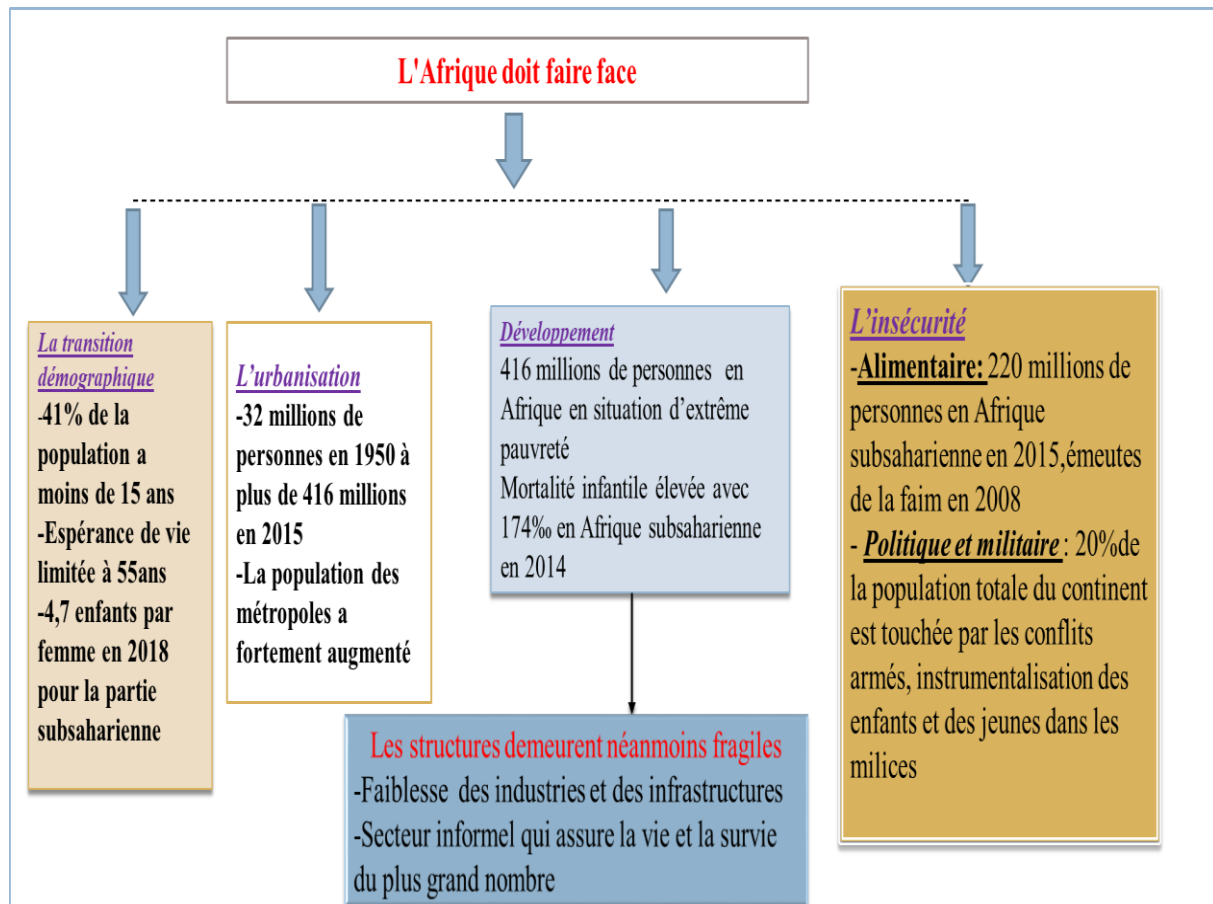 L'Afrique doit faire face
La transition
démographique
-41% de la
population a
moins de 15 ans
-Espérance de vie
limitée à 55ans
-4,7 enfants par
femme en 2018
pour la partie
subsaharienne
L’urbanisation
-32 millions de
personnes en 1950 à
plus de 416 millions
en 2015
-La population des
métropoles a
fortement augmenté
Développement
416 millions de personnes en
Afrique en situation d’extrême
pauvreté
Mortalité infantile élevée avec
174‰ en Afrique subsaharienne
en 2014
Les structures demeurent néanmoins fragiles
-Faiblesse des industries et des infrastructures
-Secteur informel qui assure la vie et la survie
du plus grand nombre
L’insécurité
-Alimentaire: 220 millions de
personnes en Afrique
subsaharienne en 2015,émeutes
de la faim en 2008
- Politique et militaire : 20%de
la population totale du continent
est touchée par les conflits
armés, instrumentalisation des
enfants et des jeunes dans les
milices